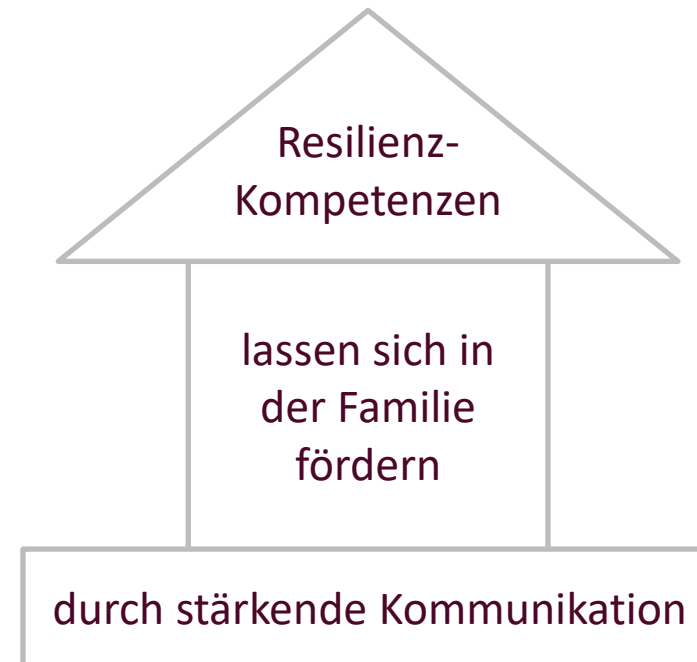 Resilienz-
Kompetenzen
lassen sich in
der Familie
fördern
durch stärkende Kommunikation